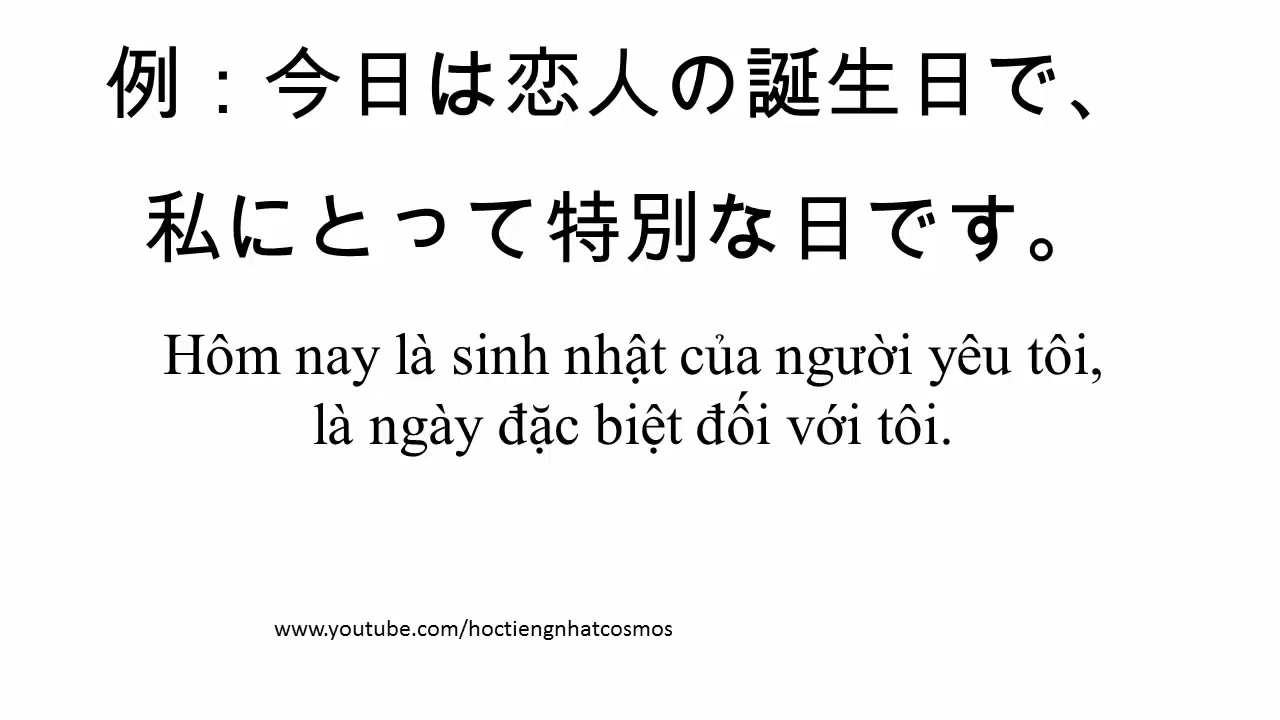 例：今日は恋人の誕生日で、
私にとって特別な日です。
Hôm nay là sinh nhật của người yêu tôi,
là ngày đặc biệt đối với tôi.
www.youtube.com/hoctiengnhatcosmos